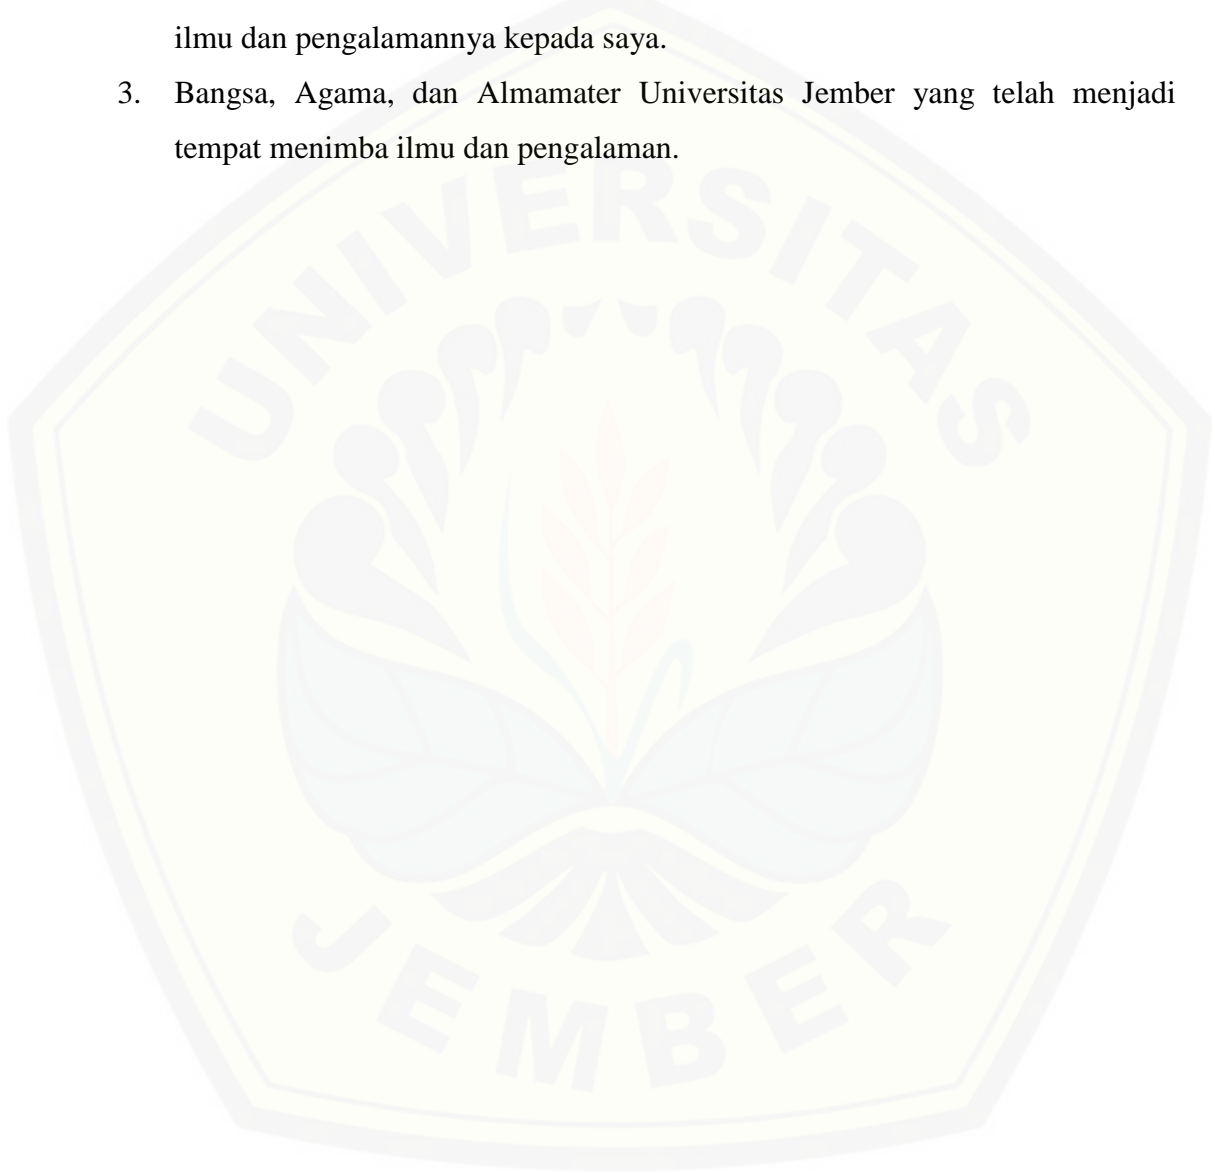 ilmu dan pengalamannya kepada saya.
3. Bangsa, Agama, dan Almamater Universitas Jember yang telah menjadi
tempat menimba ilmu dan pengalaman.
UNIVERSITAS
JEMBER